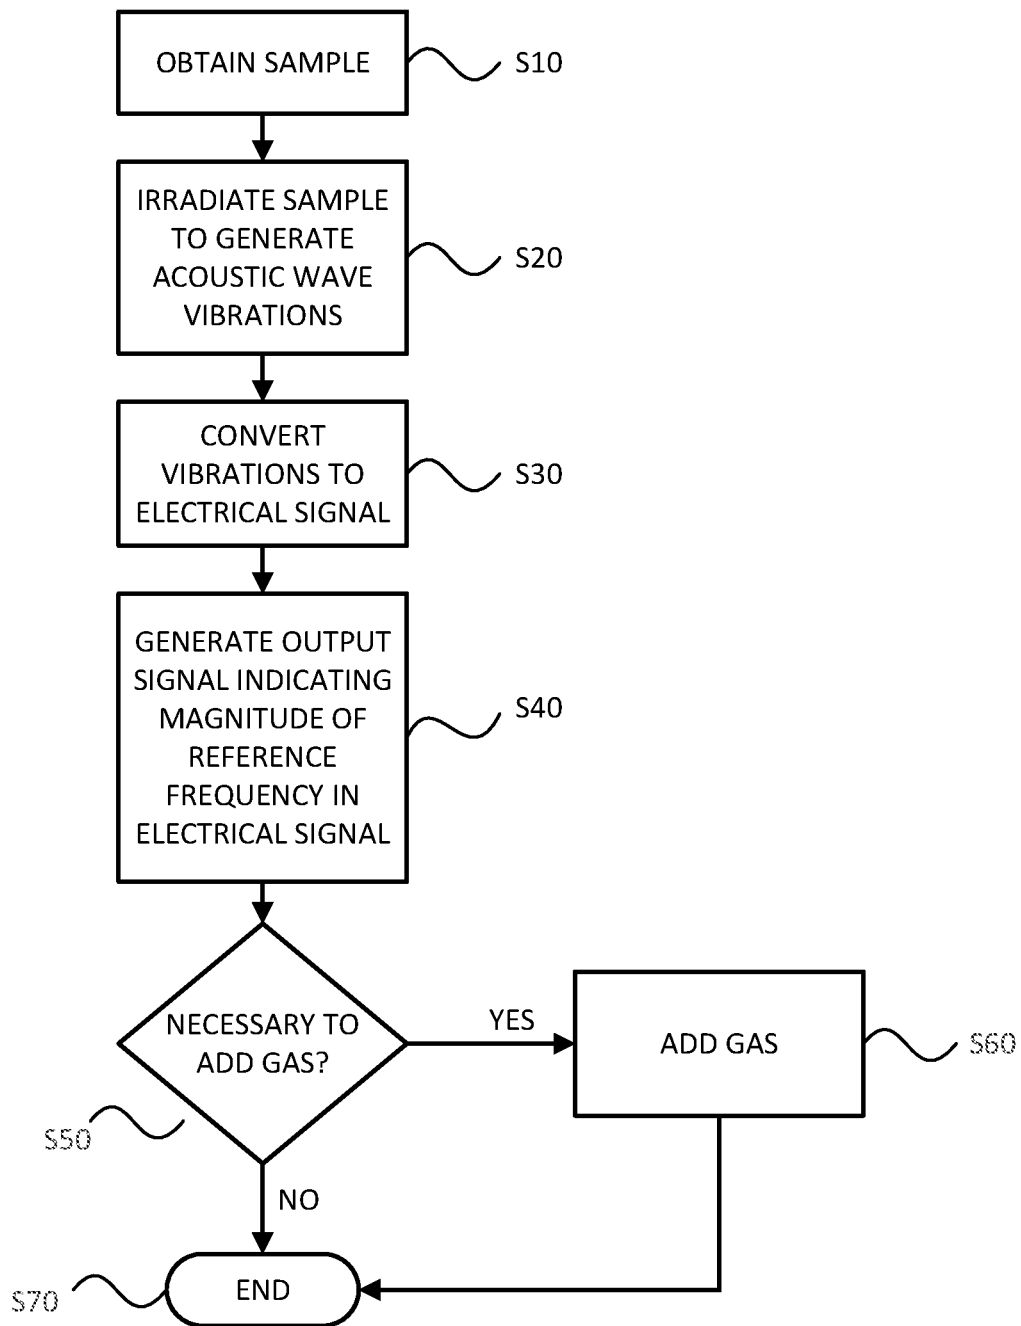 OBTAIN SAMPLE
S10
IRRADIATE SAMPLE
TO GENERATE
ACOUSTIC WAVE
VIBRATIONS
S20
CONVERT
VIBRATIONS TO
ELECTRICAL SIGNAL
S30
GENERATE OUTPUT
SIGNAL INDICATING
MAGNITUDE OF
REFERENCE
FREQUENCY IN
ELECTRICAL SIGNAL
S40
NECESSARY TO
ADD GAS?
S50
YES
ADD GAS
S60
NO
END
S70